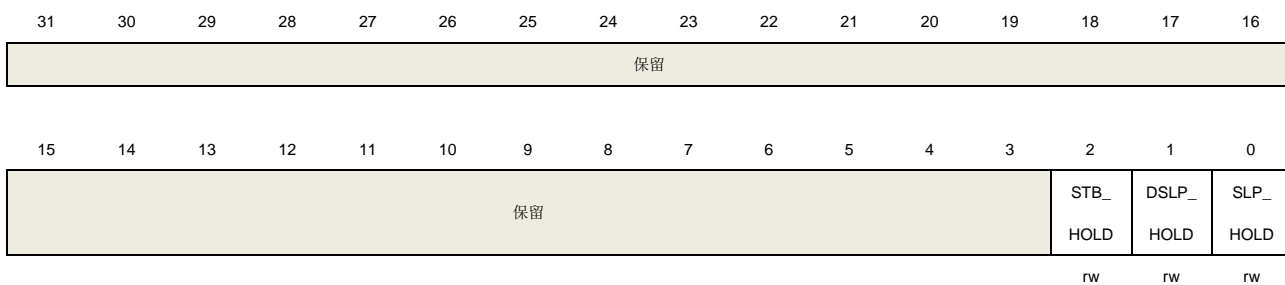 31 30 29 28 27 26 25 24 23 22 21 20 19 18 17 16
保留
15 14 13 12 11 10 9 8 7 6 5 4 3 2 1 0
保留
STB_ DSLP_ SLP_
HOLD HOLD HOLD
rw rw rw